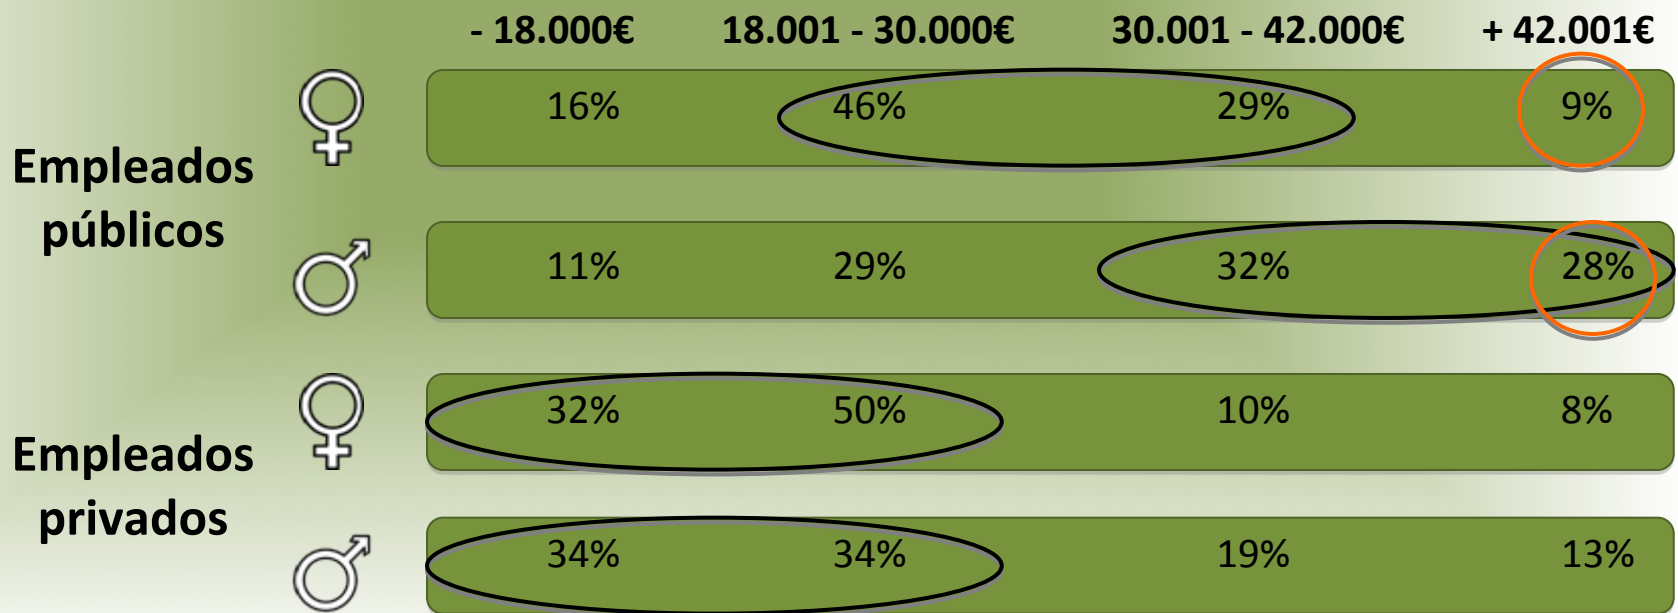 - 18.000€ 18.001 - 30.000€ 30.001 - 42.000€ + 42.001€
Empleados
públicos
16% 46% 29% 9%
11% 29% 32% 28%
Empleados
privados
32% 50% 10% 8%
34% 34% 19% 13%